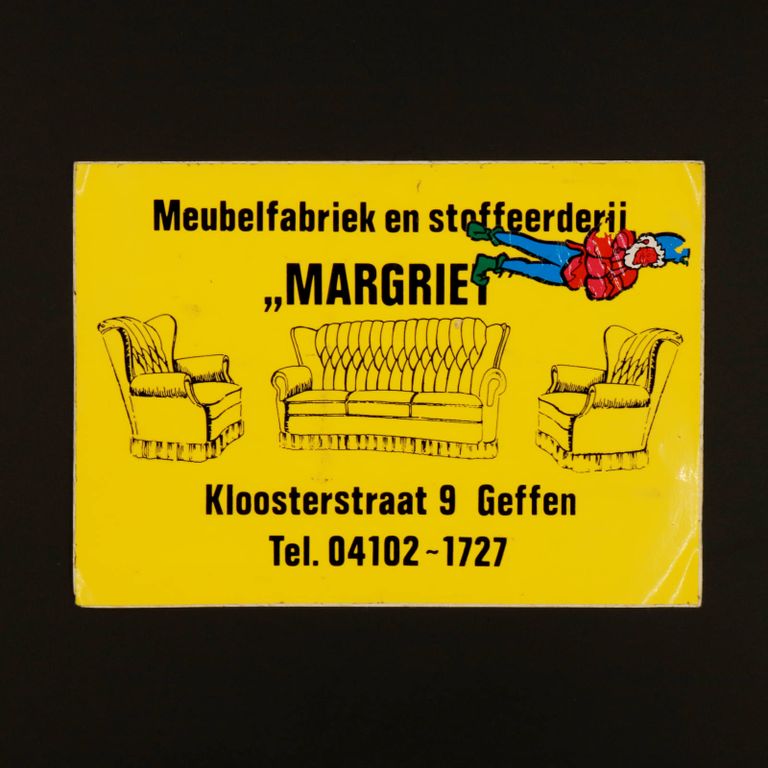 Meubelfabriek en stoffeerderij
„MARGRIET
Kloosterstraat 9 Geffen
Tel. 04102~1727